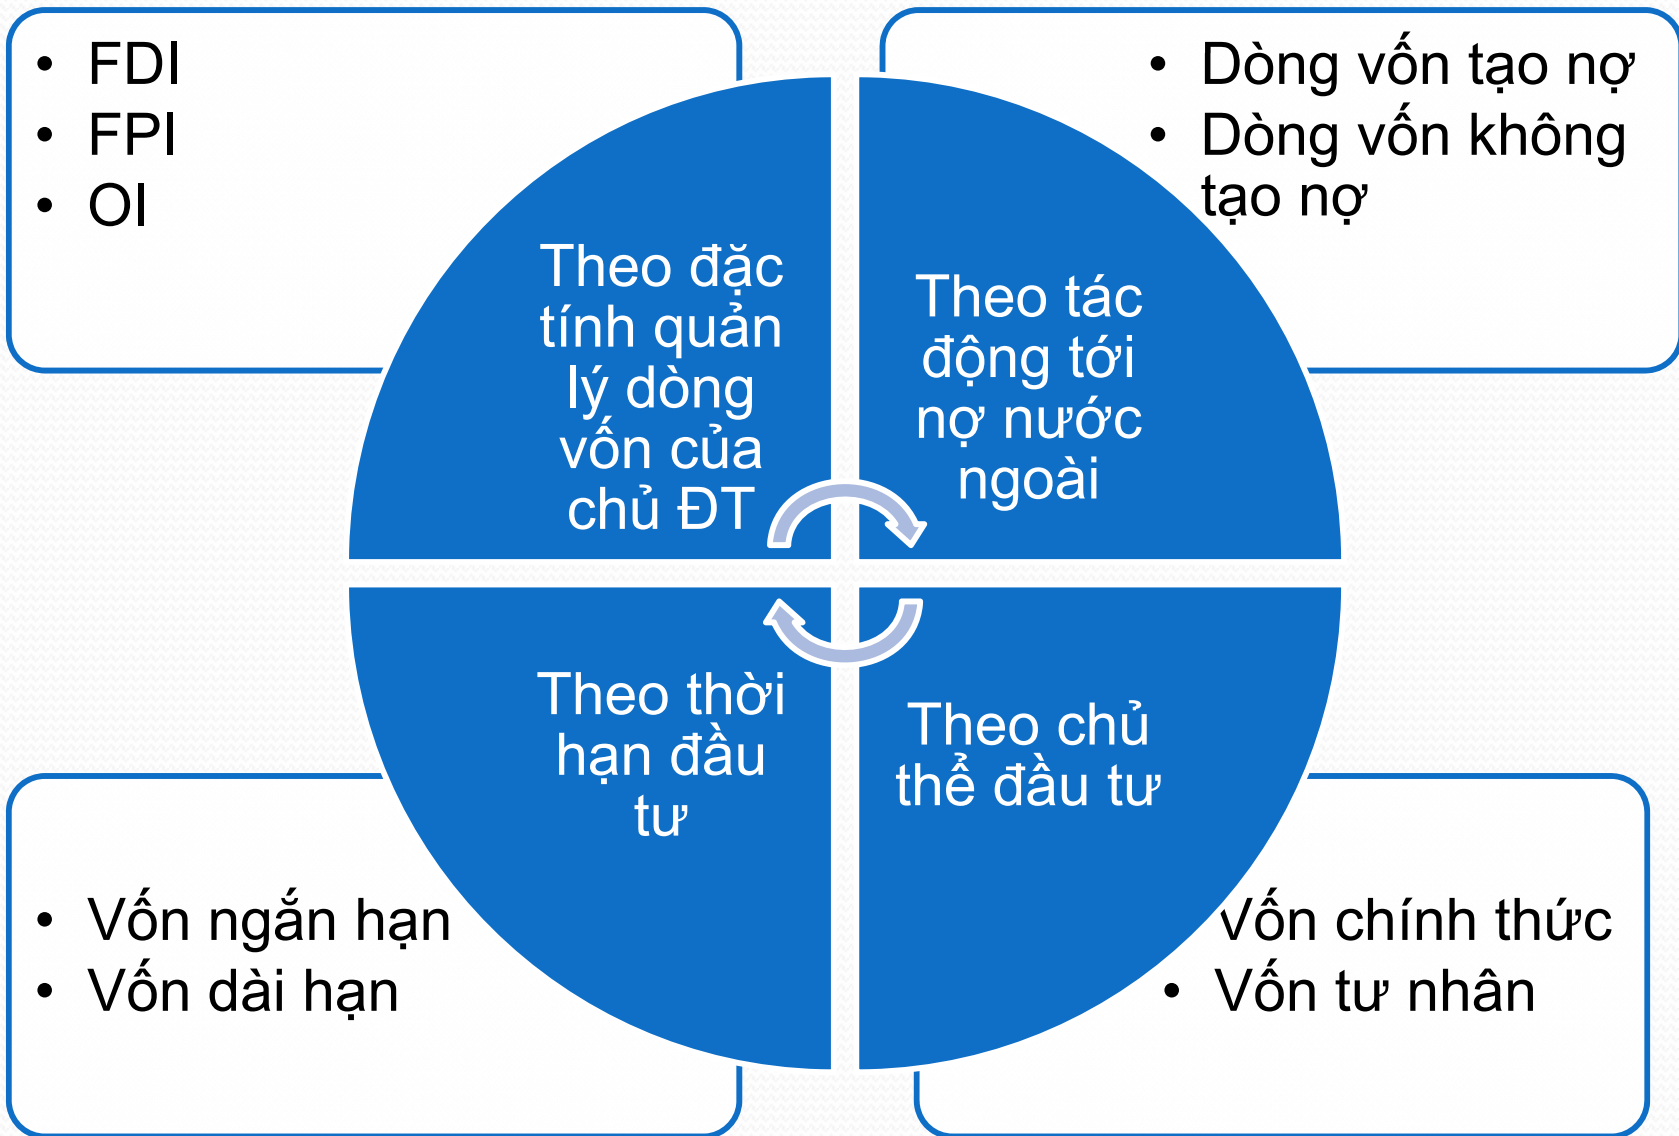 • FDI
• FPI
• OI
• Dòng vốn tạo nợ
• Dòng vốn không
tạo nợ
Theo đặc
tính quản
lý dòng
vốn của
chủ ĐT
Theo tác
động tới
nợ nước
ngoài
Theo thời
hạn đầu
tư
Theo chủ
thể đầu tư
• Vốn ngắn hạn
• Vốn dài hạn
Vốn chính thức
• Vốn tư nhân